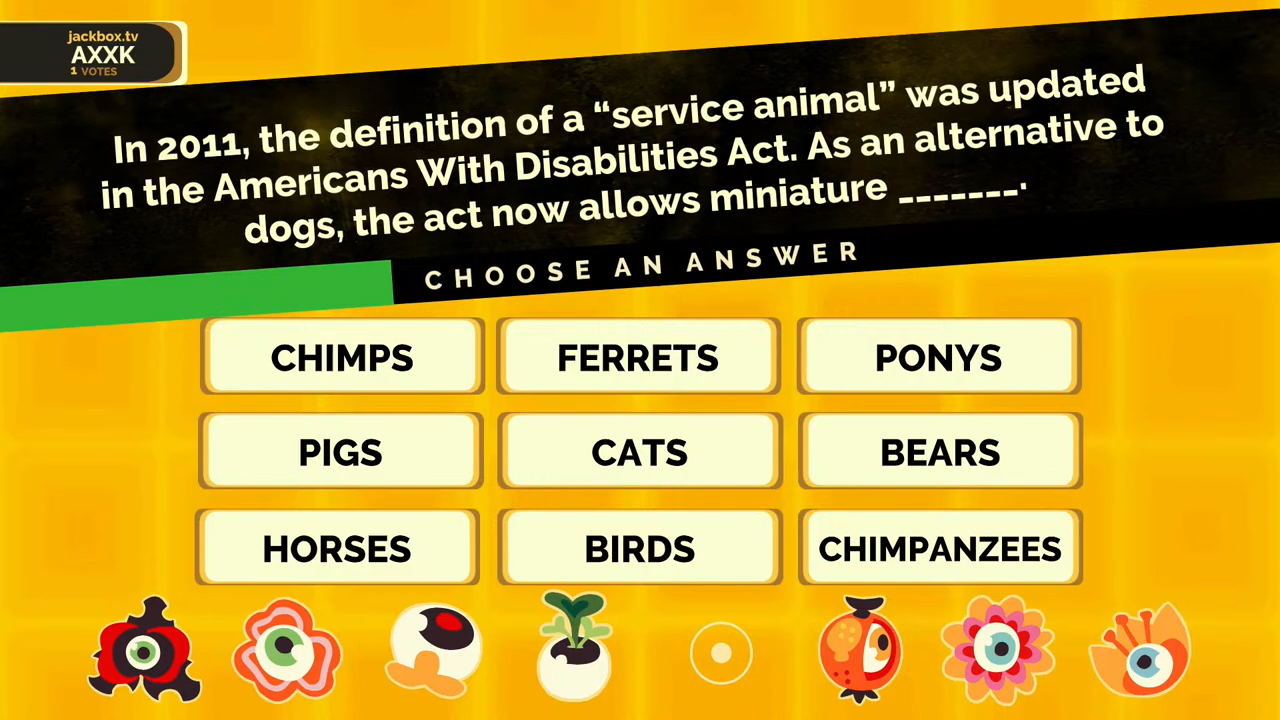 jackbox.tv
AXXK
1 VOTES
In 2011, the definition of a “service animal” was updated
in the Americans With Disabilities Act. As an alternative to
dogs, the act now allows miniature _______.
CHOOSE AN ANSWER
CHIMPS
FERRETS
PONYS
PIGS
CATS
BEARS
HORSES
BIRDS
CHIMPANZEES